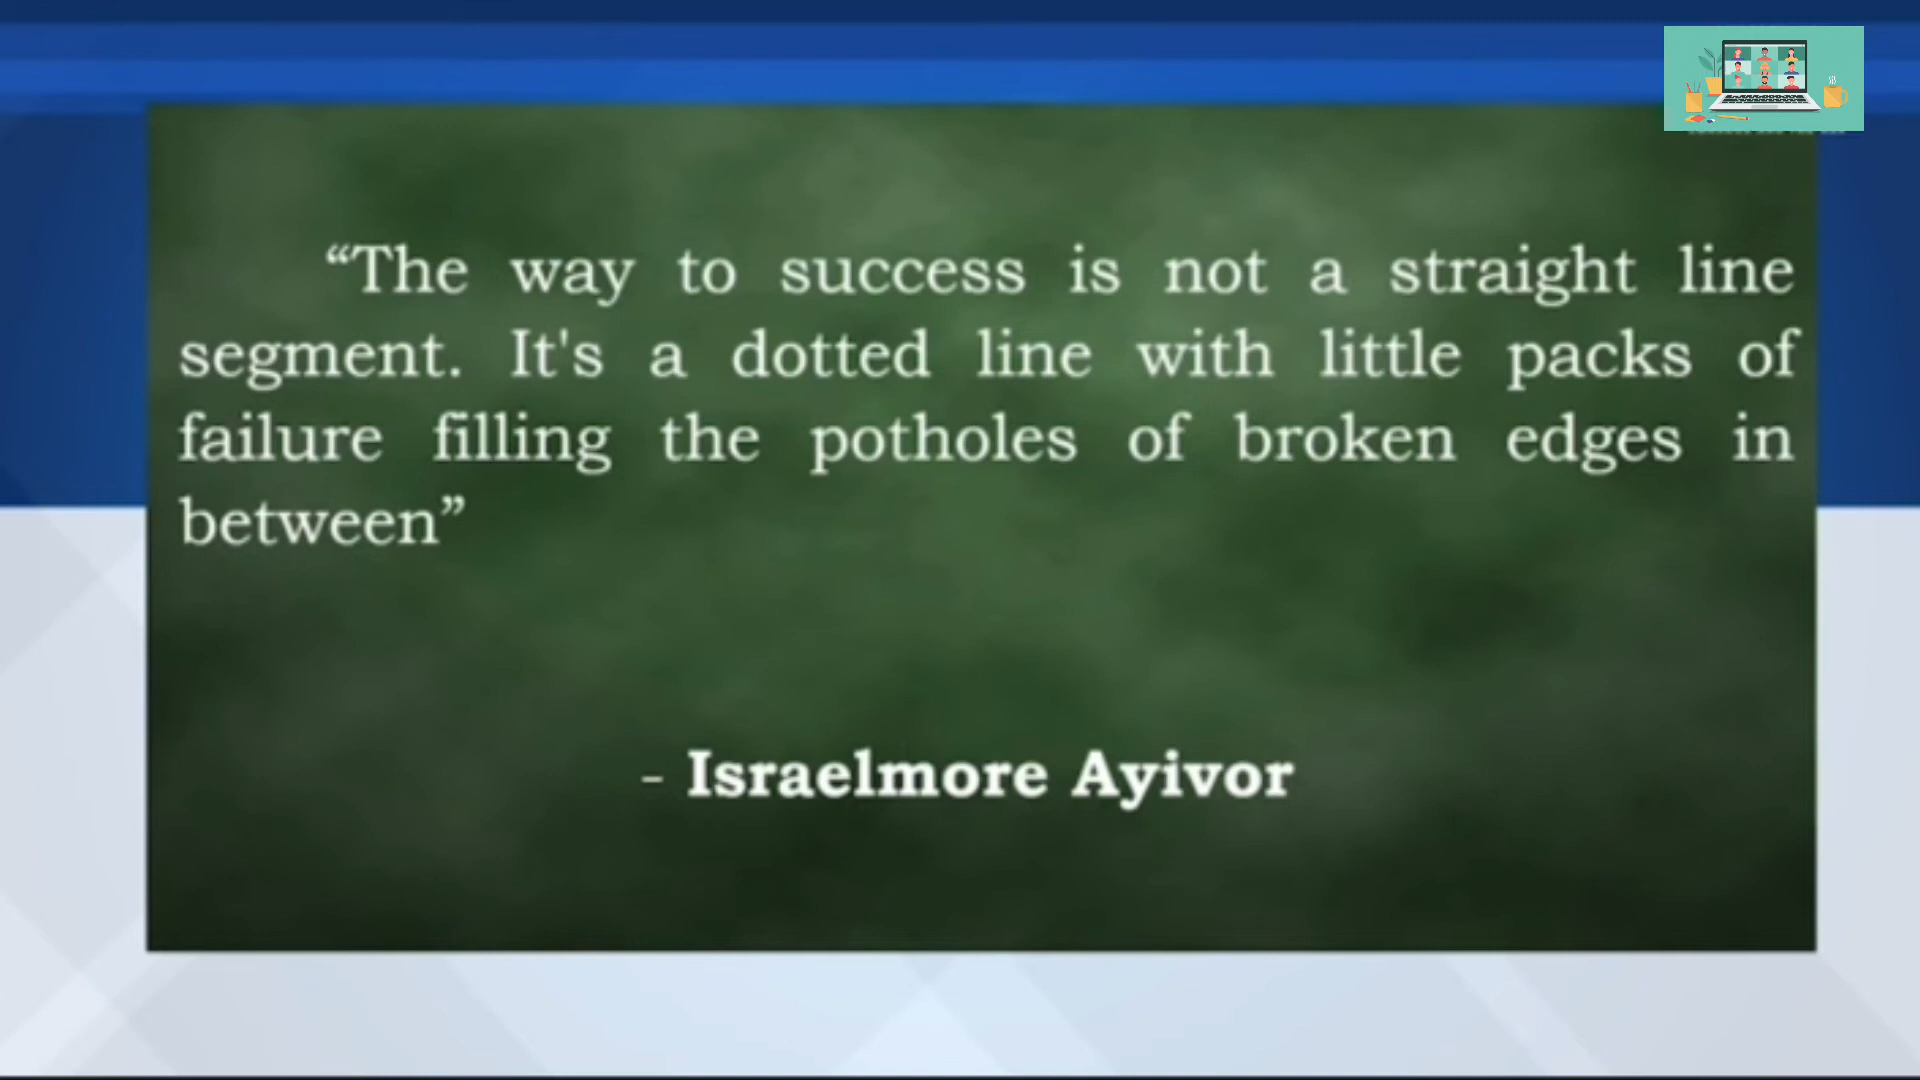 “The way to success is not a straight line
segment. It's a dotted line with little packs of
failure filling the potholes of broken edges in
between”
- Israelmore Ayivor